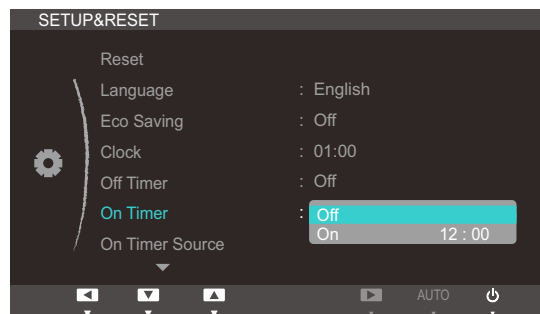 SETUP&RESET
Reset
Language : English
Eco Saving : Off
Clock : 01:00
Off Timer : Off
On Timer : Off
On 12 : 00
On Timer Source
AUTO